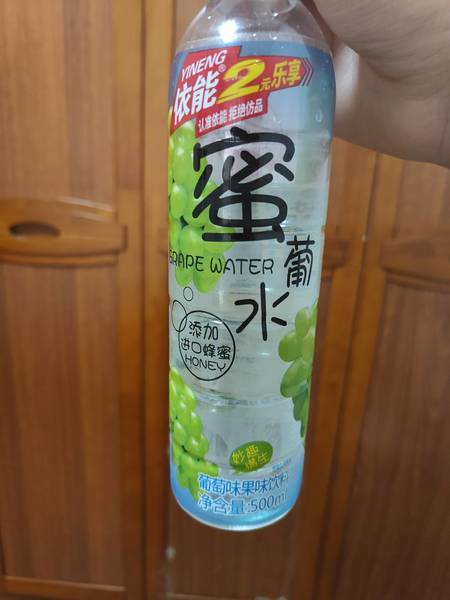 YINENG
依能® 2元乐享
认准依能 拒绝仿品
蜜
葡
GRAPE WATER
水
添加
进口蜂蜜
HONEY
妙趣
葡萄味果味饮料
净含量:500ml